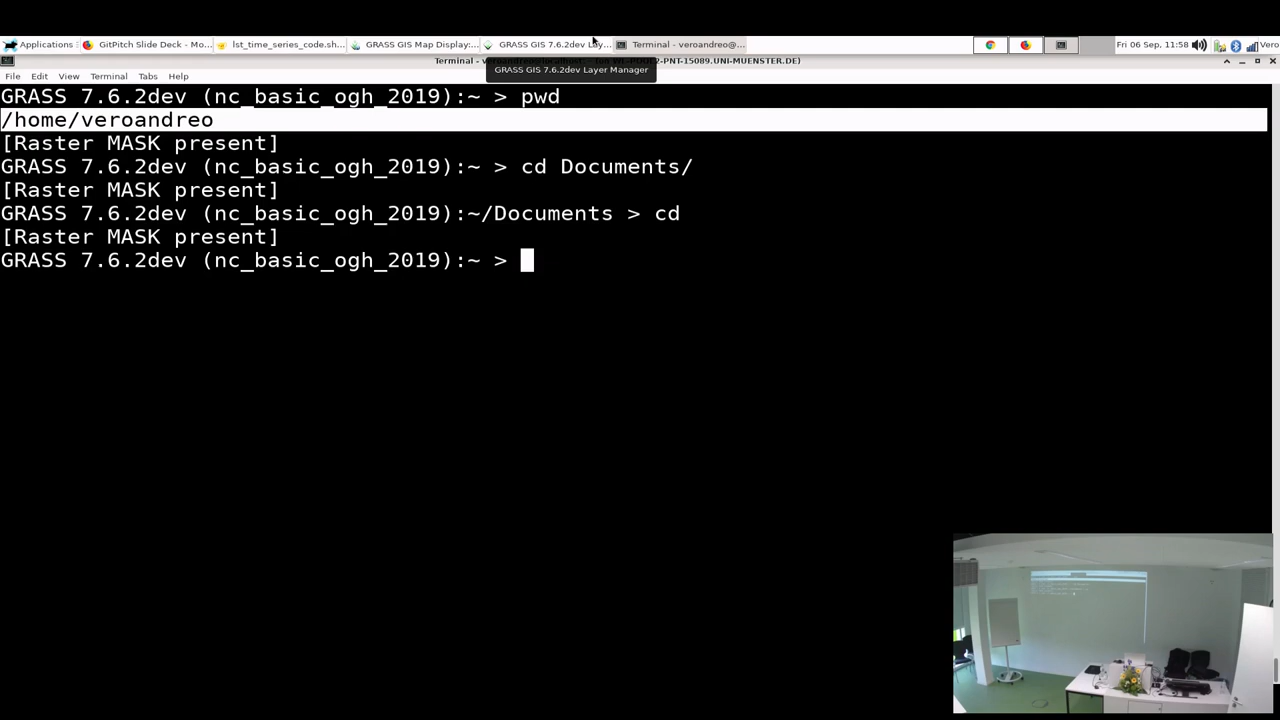 Applications
GitPitch Slide Deck - Mo...
lst_time_series_code.sh...
GRASS GIS Map Display:...
GRASS GIS 7.6.2dev Lay...
Terminal - veroandreo@...
Fri 06 Sep, 11:58
Vero
GRASS GIS 7.6.2dev Layer Manager
File Edit View Terminal Tabs Help
GRASS 7.6.2dev (nc_basic_ogh_2019):~ > pwd
/home/veroandreo
[Raster MASK present]
GRASS 7.6.2dev (nc_basic_ogh_2019):~ > cd Documents/
[Raster MASK present]
GRASS 7.6.2dev (nc_basic_ogh_2019):~/Documents > cd
[Raster MASK present]
GRASS 7.6.2dev (nc_basic_ogh_2019):~ >